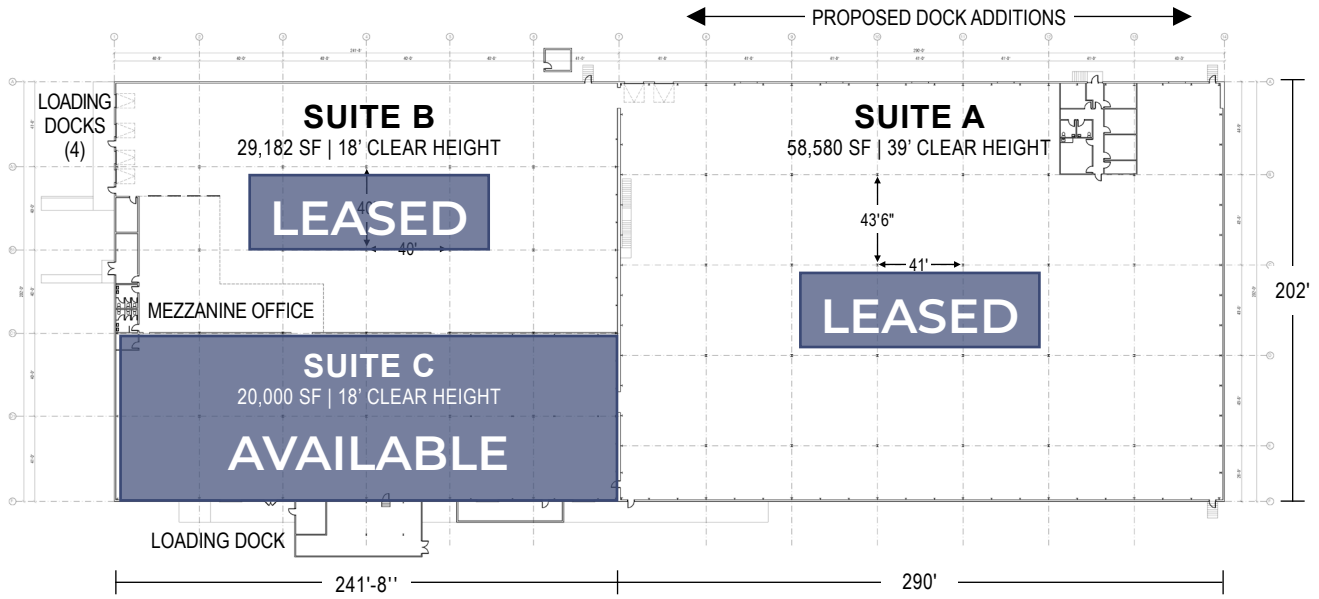 PROPOSED DOCK ADDITIONS
LOADING
DOCKS
(4)
SUITE B
29,182 SF | 18' CLEAR HEIGHT
LEASED
40'
40'
SUITE A
58,580 SF | 39' CLEAR HEIGHT
43'6"
41'
LEASED
202'
MEZZANINE OFFICE
SUITE C
20,000 SF | 18' CLEAR HEIGHT
AVAILABLE
LOADING DOCK
241'-8''
290'